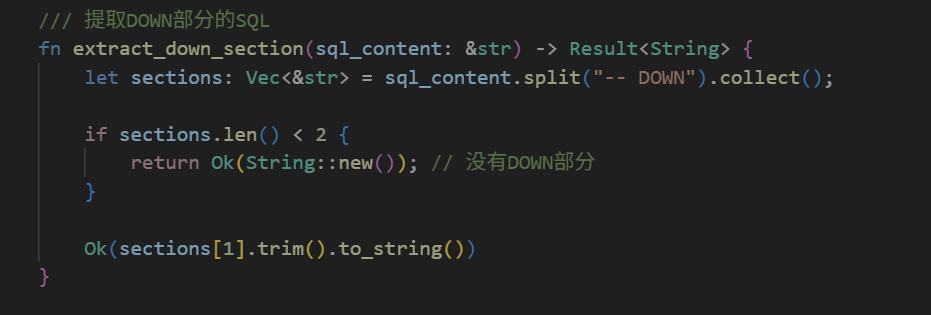 /// 提取DOWN部分的SQL
fn extract_down_section(sql_content: &str) -> Result<String> {
    let sections: Vec<&str> = sql_content.split("-- DOWN").collect();
    if sections.len() < 2 {
        return Ok(String::new()); // 没有DOWN部分
    }
    Ok(sections[1].trim().to_string())
}